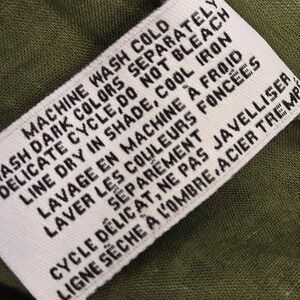 MACHINE WASH COLD
WASH DARK COLORS SEPARATELY
DELICATE CYCLE DO NOT BLEACH
LINE DRY IN SHADE, COOL IRON
LAVAGE EN MACHINE À FROID
LAVER LES COULEURS FONCÉES
SÉPARÉMENT
CYCLE DÉLICAT, NE PAS JAVELLISER
LIGNE SÈCHE À L'OMBRE, ACIER TREMP